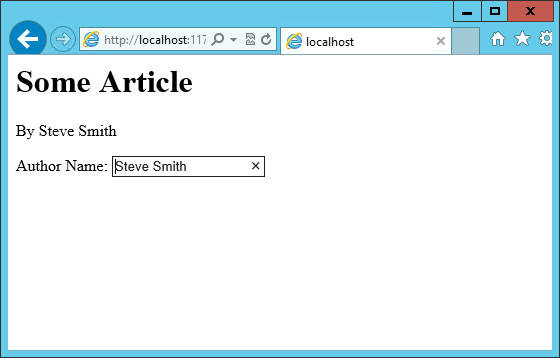 http://localhost:117
localhost
Some Article
By Steve Smith
Author Name: Steve Smith